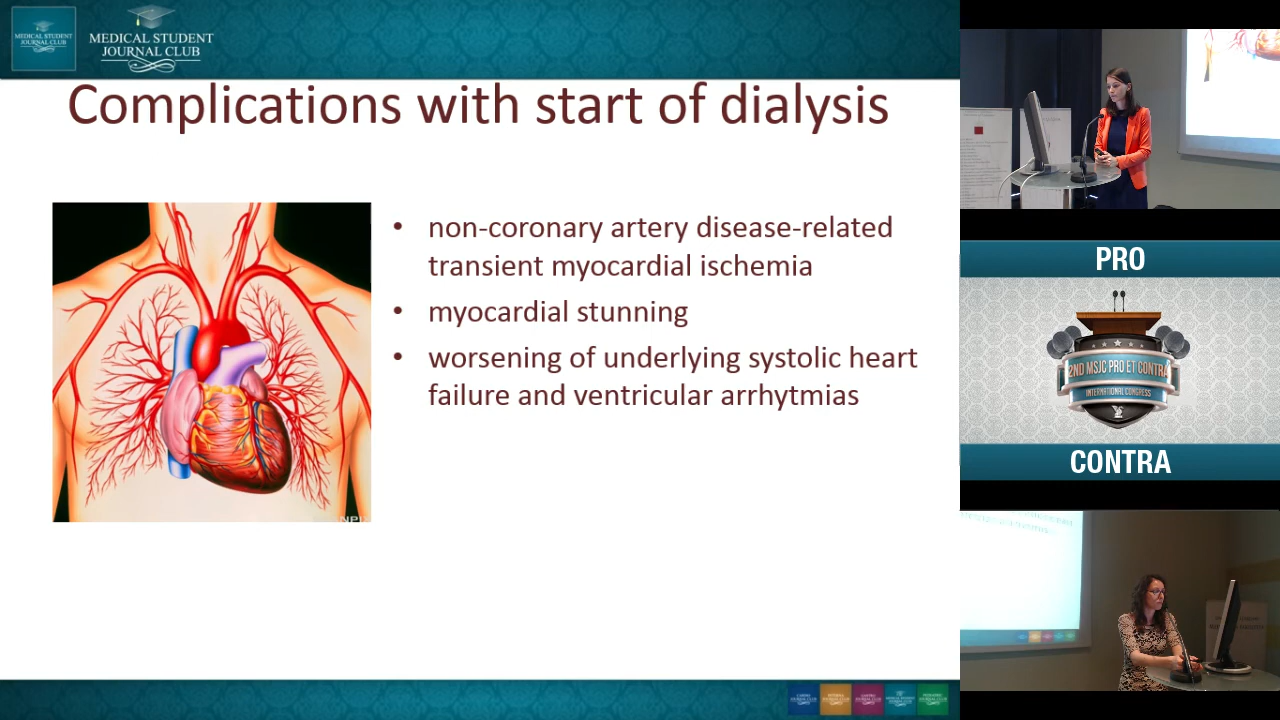 MEDICAL STUDENT
JOURNAL CLUB
MEDICAL STUDENT
JOURNAL CLUB
Complications with start of dialysis
• non-coronary artery disease-related
transient myocardial ischemia
• myocardial stunning
• worsening of underlying systolic heart
failure and ventricular arrhytmias
PRO
2ND MSJC PRO ET CONTRA
INTERNATIONAL CONGRESS
CONTRA